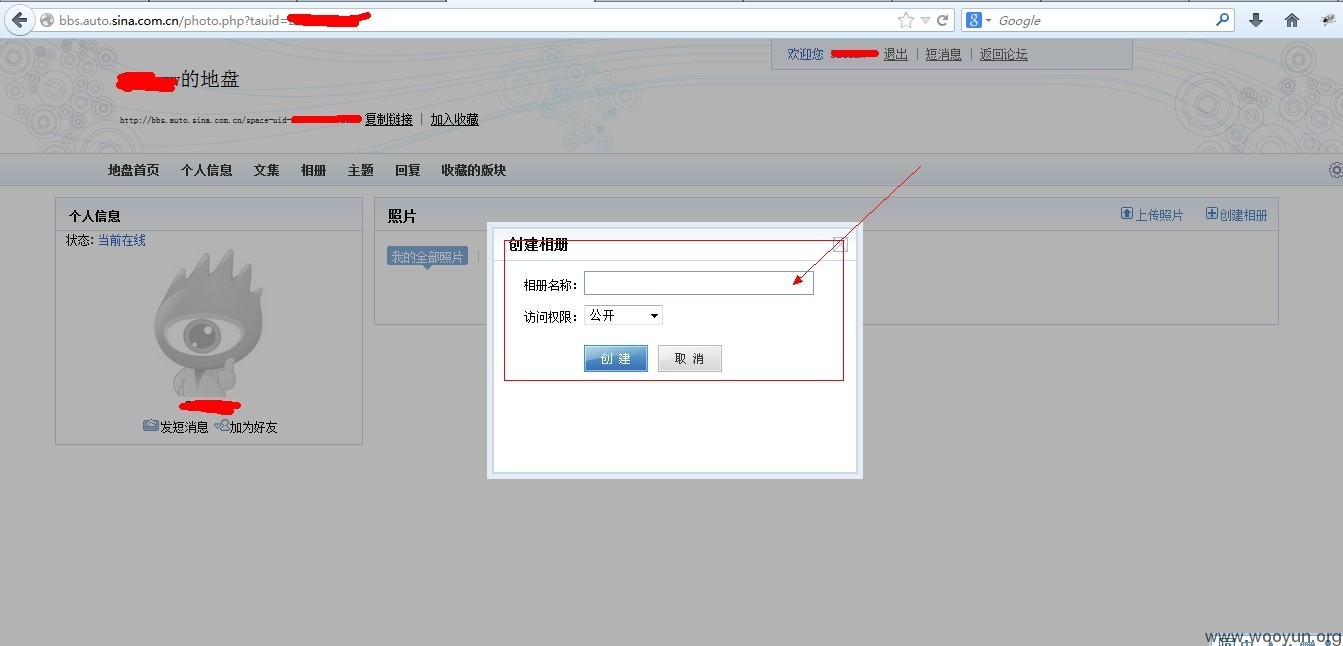 bbs.auto.sina.com.cn/photo.php?tauid=
Google
欢迎您 退出 | 短消息 | 返回论坛
的地盘
http://bbs.auto.sina.com.cn/space-uid- 复制链接 | 加入收藏
地盘首页 个人信息 文集 相册 主题 回复 收藏的版块
个人信息
状态: 当前在线
发短消息 加为好友
照片
上传照片 创建相册
我的全部照片
创建相册
相册名称:
访问权限: 公开
创 建 取 消
www.wooyun.org